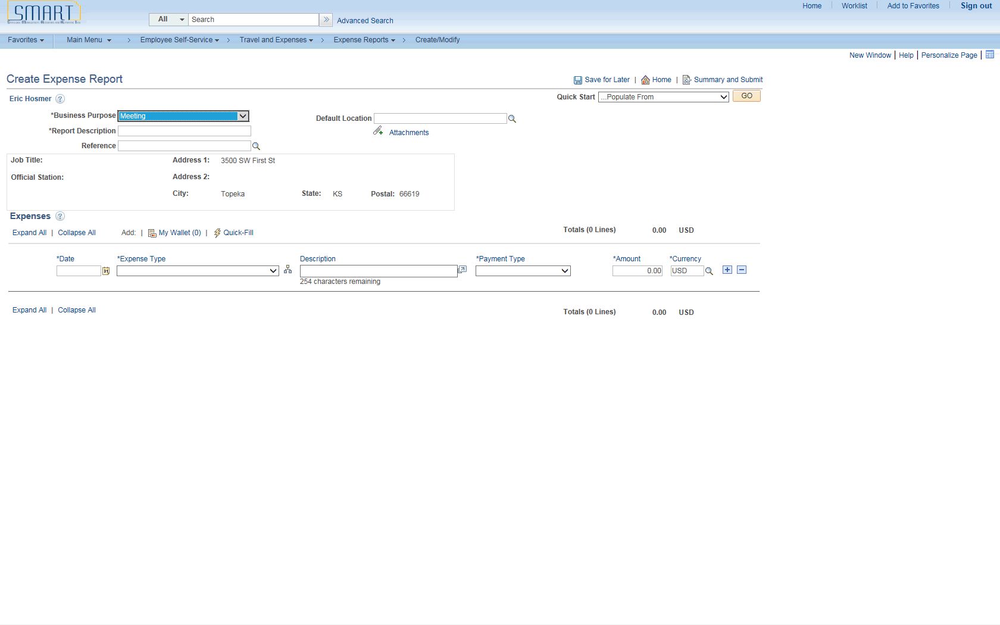 SMART
All Search Advanced Search
Home Worklist Add to Favorites Sign out
Favorites Main Menu > Employee Self-Service > Travel and Expenses > Expense Reports > Create/Modify
New Window | Help | Personalize Page |
Create Expense Report
Save for Later | Home | Summary and Submit
Eric Hosmer ?
Quick Start ...Populate From GO
*Business Purpose Meeting
Default Location
*Report Description
Attachments
Reference
Job Title: Address 1: 3500 SW First St
Official Station: Address 2:
City: Topeka State: KS Postal: 66619
Expenses ?
Expand All | Collapse All Add: | My Wallet (0) | Quick-Fill Totals (0 Lines) 0.00 USD
*Date *Expense Type Description *Payment Type *Amount *Currency
31 0.00 USD
254 characters remaining
Expand All | Collapse All Totals (0 Lines) 0.00 USD